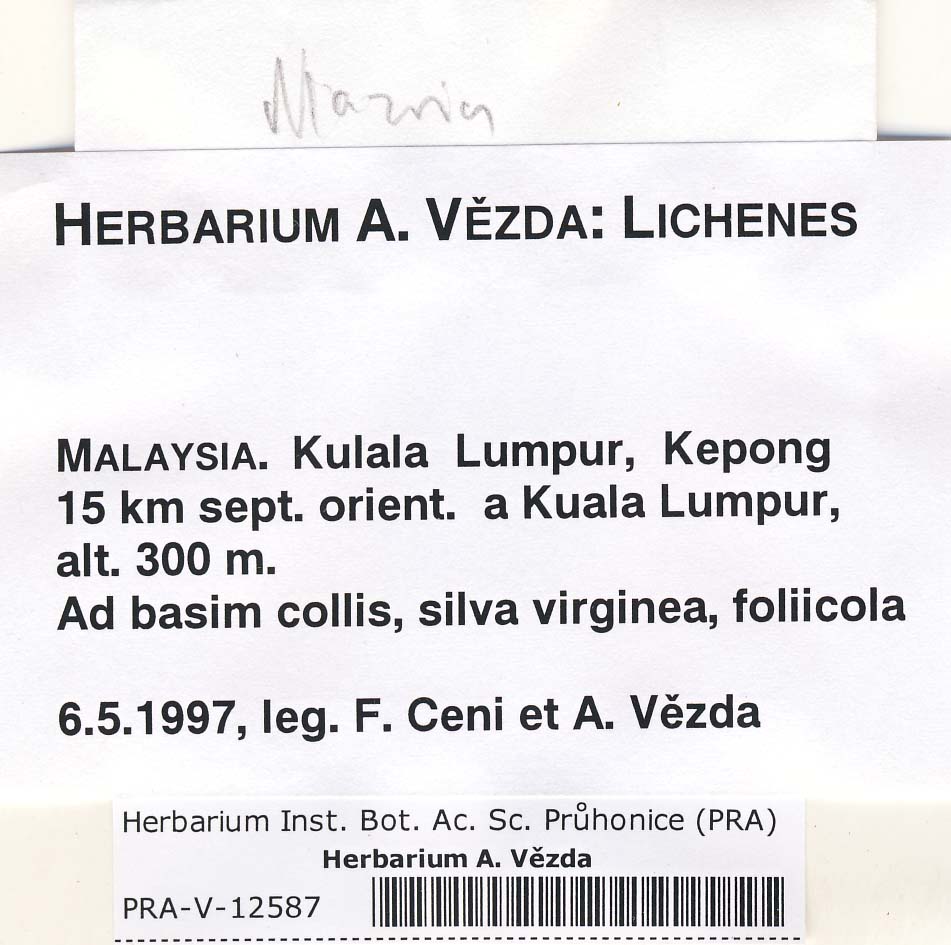 Mazosia
HERBARIUM A. VĚZDA: LICHENES
MALAYSIA. Kulala Lumpur, Kepong
15 km sept. orient. a Kuala Lumpur,
alt. 300 m.
Ad basim collis, silva virginea, foliicola
6.5.1997, leg. F. Ceni et A. Vězda
Herbarium Inst. Bot. Ac. Sc. Průhonice (PRA)
Herbarium A. Vězda
PRA-V-12587